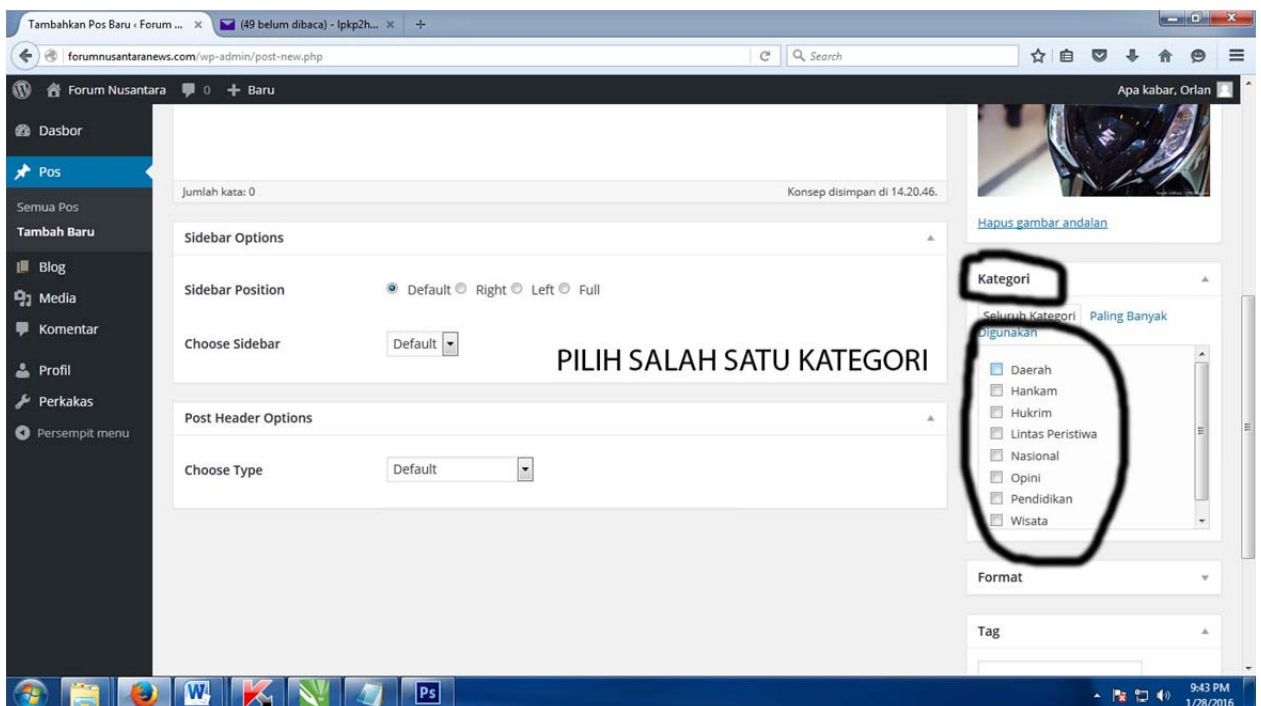 Tambahkan Pos Baru ‹ Forum ...
(49 belum dibaca) - lpkp2h...
forumnusantaranews.com/wp-admin/post-new.php
Search
Forum Nusantara
0
Baru
Apa kabar, Orlan
Dasbor
Pos
Semua Pos
Tambah Baru
Blog
Media
Komentar
Profil
Perkakas
Persempit menu
Jumlah kata: 0
Konsep disimpan di 14.20.46.
Sidebar Options
Sidebar Position
Default Right Left Full
Choose Sidebar
Default
PILIH SALAH SATU KATEGORI
Post Header Options
Choose Type
Default
Hapus gambar andalan
Kategori
Seluruh Kategori Paling Banyak
Digunakan
Daerah
Hankam
Hukrim
Lintas Peristiwa
Nasional
Opini
Pendidikan
Wisata
Format
Tag
Ps
9:43 PM
1/28/2016